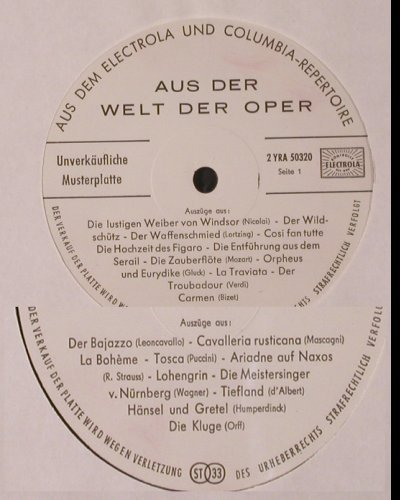 AUS DEM ELECTROLA UND COLUMBIA-REPERTOIRE
AUS DER
WELT DER OPER
Unverkäufliche
Musterplatte
2 YRA 50320
Seite 1
ELECTROLA
Auszüge aus:
Die lustigen Weiber von Windsor (Nicolai) - Der Wild-
schütz - Der Waffenschmied (Lortzing) - Cosi fan tutte
Die Hochzeit des Figaro - Die Entführung aus dem
Serail - Die Zauberflöte (Mozart) - Orpheus
und Eurydike (Gluck) - La Traviata - Der
Troubadour (Verdi)
Carmen (Bizet)
DER VERKAUF DER PLATTE WIRD WEGEN
DES URHEBERRECHTS STRAFRECHTLICH VERFOLGT
Auszüge aus:
Der Bajazzo (Leoncavallo) - Cavalleria rusticana (Mascagni)
La Bohème - Tosca (Puccini) - Ariadne auf Naxos
(R. Strauss) - Lohengrin - Die Meistersinger
v. Nürnberg (Wagner) - Tiefland (d'Albert)
Hänsel und Gretel (Humperdinck)
Die Kluge (Orff)
DER VERKAUF DER PLATTE WIRD WEGEN VERLETZUNG ST 33 DES URHEBERRECHTS STRAFRECHTLICH VERFOL